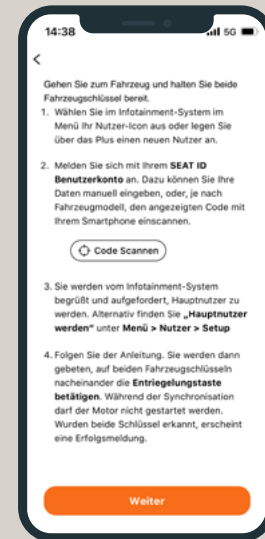 14:38
5G
Gehen Sie zum Fahrzeug und halten Sie beide
Fahrzeugschlüssel bereit.
1. Wählen Sie im Infotainment-System im
Menü Ihr Nutzer-Icon aus oder legen Sie
über das Plus einen neuen Nutzer an.
2. Melden Sie sich mit Ihrem SEAT ID
Benutzerkonto an. Dazu können Sie Ihre
Daten manuell eingeben, oder, je nach
Fahrzeugmodell, den angezeigten Code mit
Ihrem Smartphone einscannen.
Code Scannen
3. Sie werden vom Infotainment-System
begrüßt und aufgefordert, Hauptnutzer zu
werden. Alternativ finden Sie „Hauptnutzer
werden" unter Menü > Nutzer > Setup
4. Folgen Sie der Anleitung. Sie werden dann
gebeten, auf beiden Fahrzeugschlüsseln
nacheinander die Entriegelungstaste
betätigen. Während der Synchronisation
darf der Motor nicht gestartet werden.
Wurden beide Schlüssel erkannt, erscheint
eine Erfolgsmeldung.
Weiter